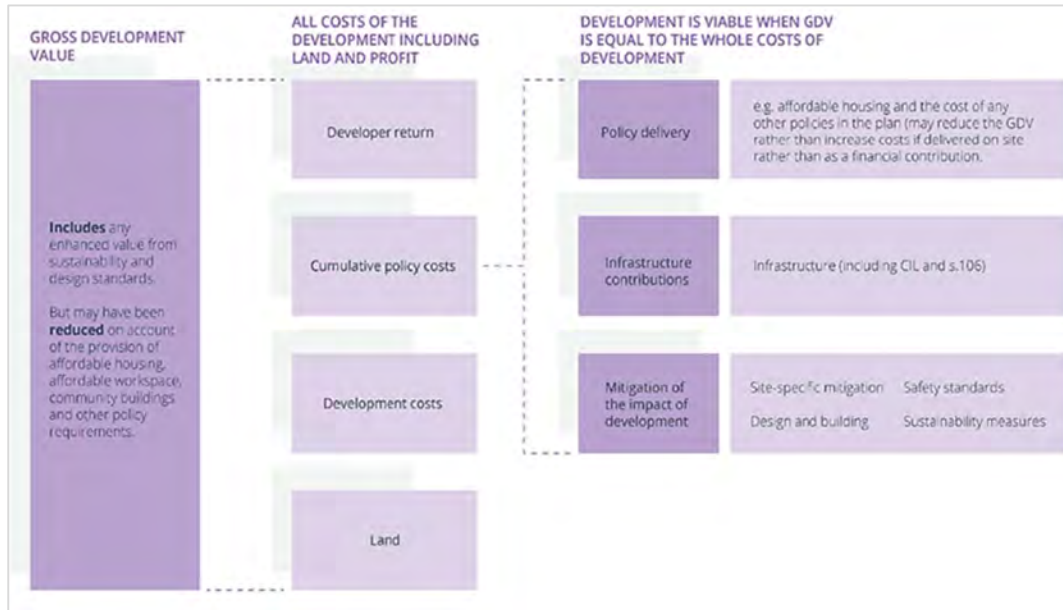 GROSS DEVELOPMENT
VALUE
Includes any
enhanced value from
sustainability and
design standards.
But may have been
reduced on account
of the provision of
affordable housing,
affordable workspace,
community buildings
and other policy
requirements.
ALL COSTS OF THE
DEVELOPMENT INCLUDING
LAND AND PROFIT
Developer return
Cumulative policy costs
Development costs
Land
DEVELOPMENT IS VIABLE WHEN GDV
IS EQUAL TO THE WHOLE COSTS OF
DEVELOPMENT
Policy delivery
e.g. affordable housing and the cost of any
other policies in the plan (may reduce the GDV
rather than increase costs if delivered on site
rather than as a financial contribution.
Infrastructure
contributions
Infrastructure (including CIL and s.106)
Mitigation of
the impact of
development
Site-specific mitigation Safety standards
Design and building Sustainability measures